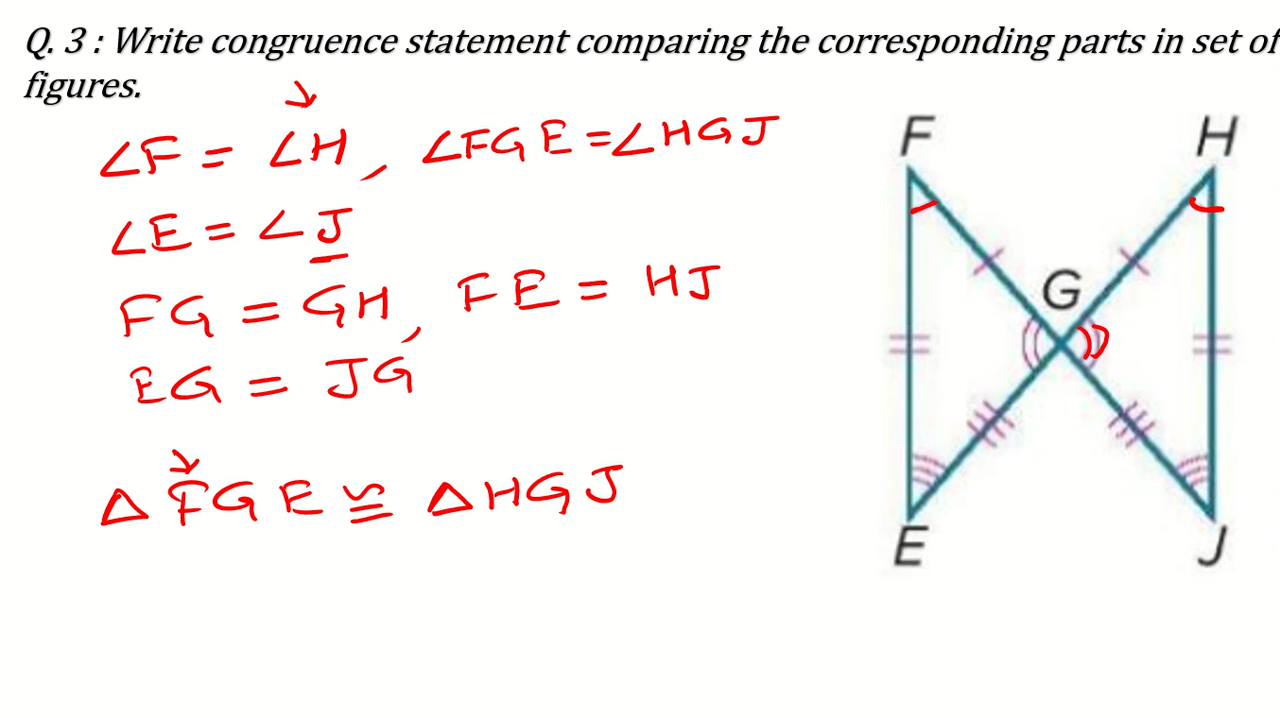 Q. 3 : Write congruence statement comparing the corresponding parts in set of
figures.
∠F = ∠H, ∠FGE = ∠HGJ
∠E = ∠J
FG = GH, FE = HJ
EG = JG
△FGE ≅ △HGJ
F H
G
E J